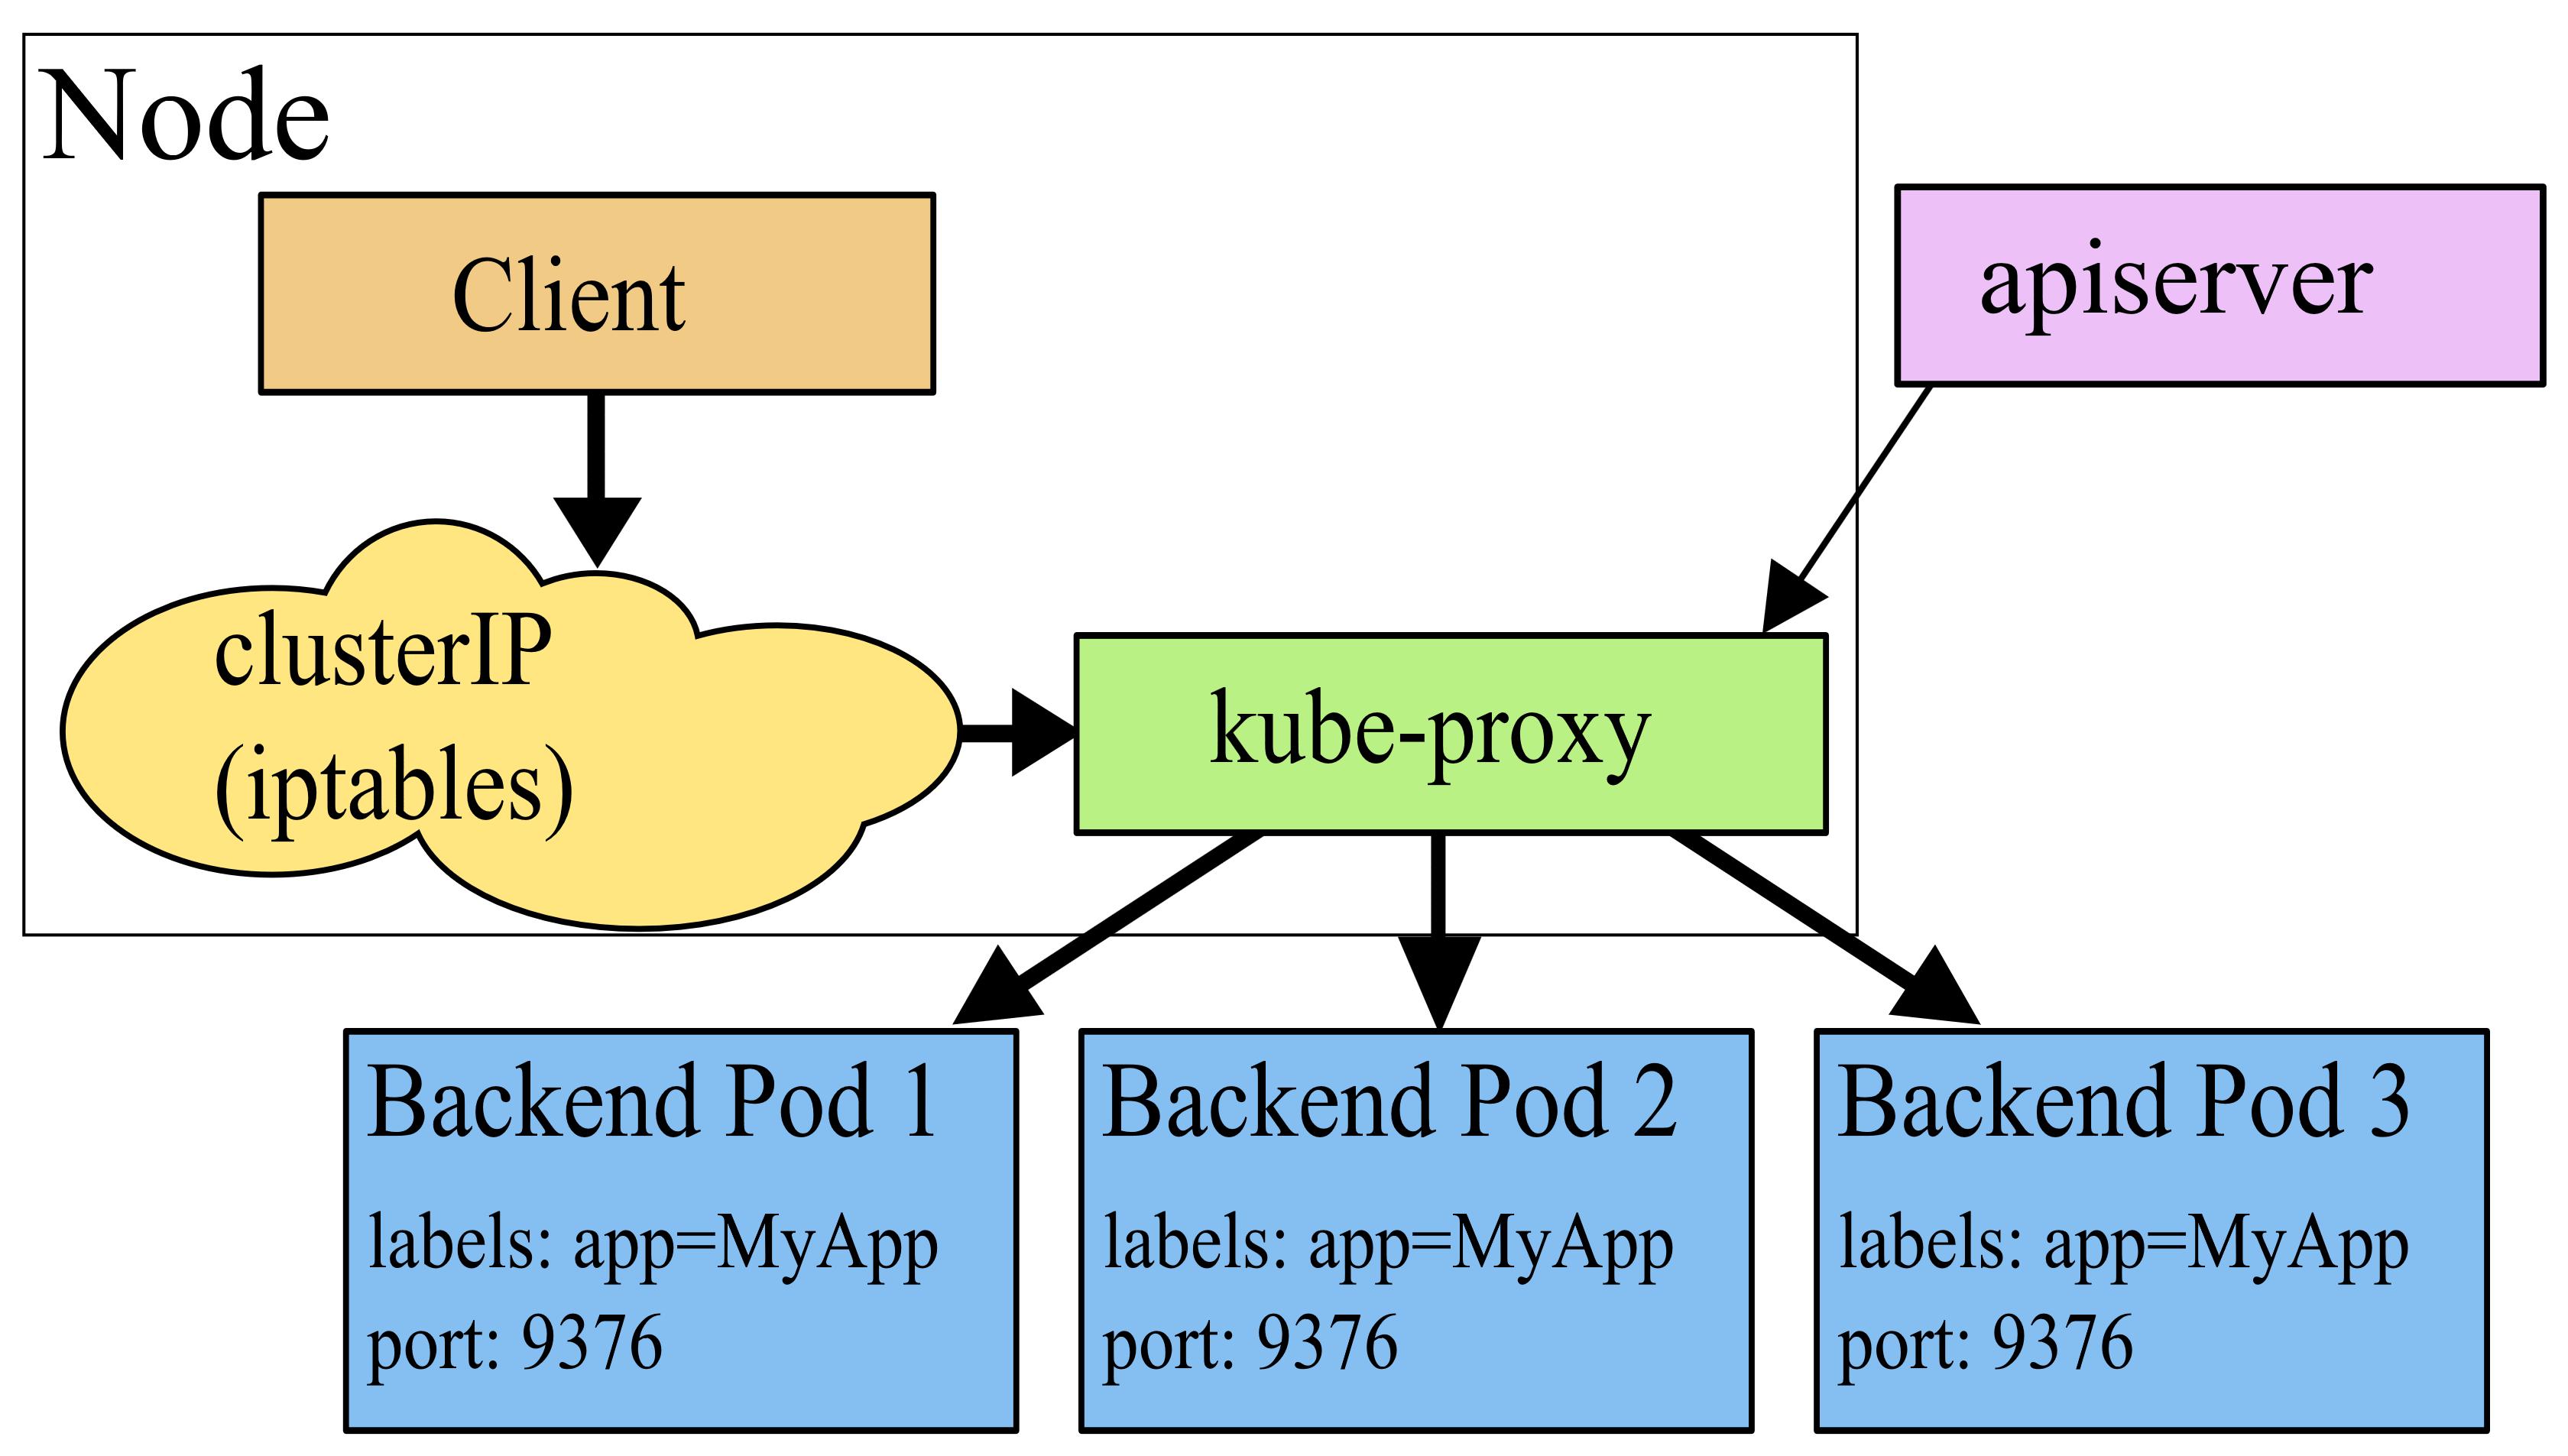 Node
Client
apiserver
clusterIP
(iptables)
kube-proxy
Backend Pod 1
labels: app=MyApp
port: 9376
Backend Pod 2
labels: app=MyApp
port: 9376
Backend Pod 3
labels: app=MyApp
port: 9376